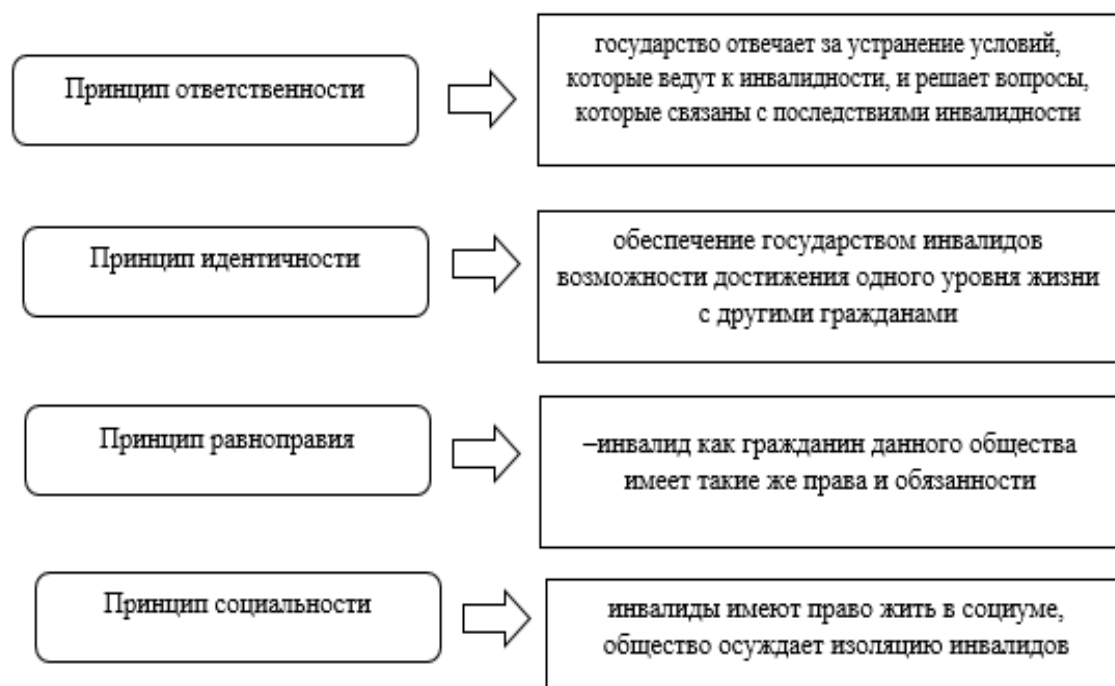 Принцип ответственности
государство отвечает за устранение условий,
которые ведут к инвалидности, и решает вопросы,
которые связаны с последствиями инвалидности
Принцип идентичности
обеспечение государством инвалидов
возможности достижения одного уровня жизни
с другими гражданами
Принцип равноправия
–инвалид как гражданин данного общества
имеет такие же права и обязанности
Принцип социальности
инвалиды имеют право жить в социуме,
общество осуждает изоляцию инвалидов